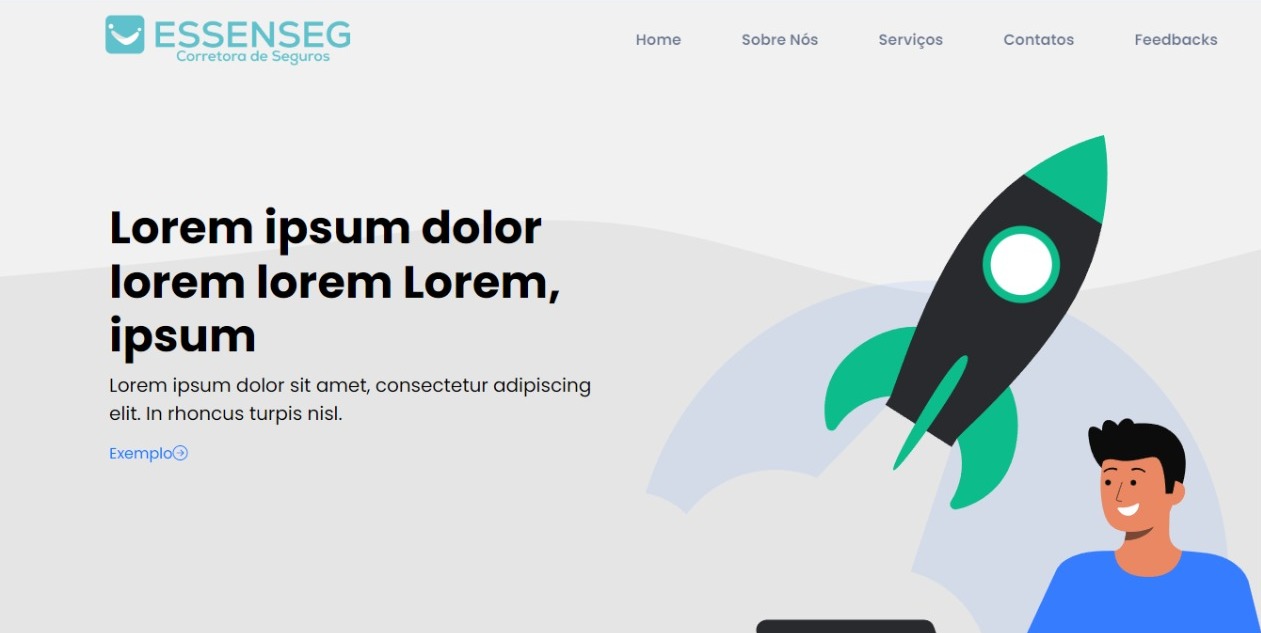 ESSENSEG
Corretora de Seguros
Home Sobre Nós Serviços Contatos Feedbacks
Lorem ipsum dolor
lorem lorem Lorem,
ipsum
Lorem ipsum dolor sit amet, consectetur adipiscing
elit. In rhoncus turpis nisl.
Exemplo